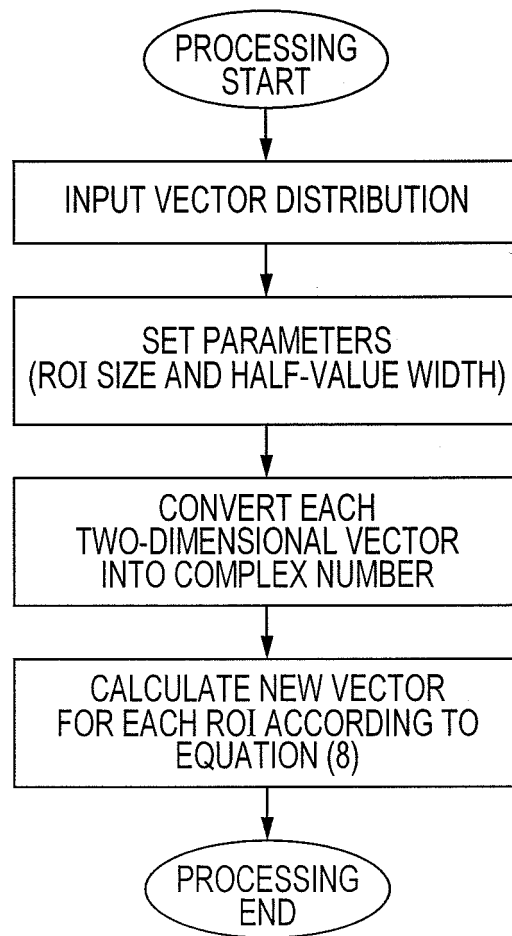 PROCESSING
START
INPUT VECTOR DISTRIBUTION
SET PARAMETERS
(ROI SIZE AND HALF-VALUE WIDTH)
CONVERT EACH
TWO-DIMENSIONAL VECTOR
INTO COMPLEX NUMBER
CALCULATE NEW VECTOR
FOR EACH ROI ACCORDING TO
EQUATION (8)
PROCESSING
END